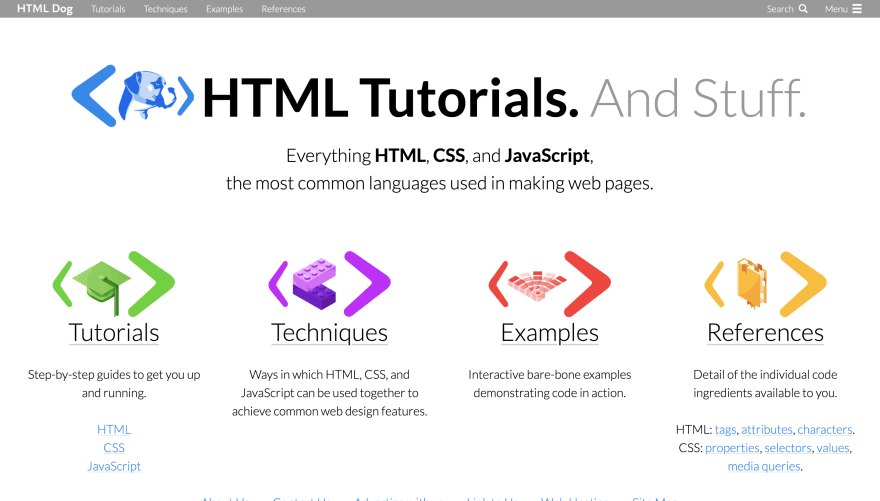 HTML Dog Tutorials Techniques Examples References Search Menu
HTML Tutorials. And Stuff.
Everything HTML, CSS, and JavaScript,
the most common languages used in making web pages.
Tutorials
Step-by-step guides to get you up
and running.
HTML
CSS
JavaScript
Techniques
Ways in which HTML, CSS, and
JavaScript can be used together to
achieve common web design features.
Examples
Interactive bare-bone examples
demonstrating code in action.
References
Detail of the individual code
ingredients available to you.
HTML: tags, attributes, characters.
CSS: properties, selectors, values,
media queries.